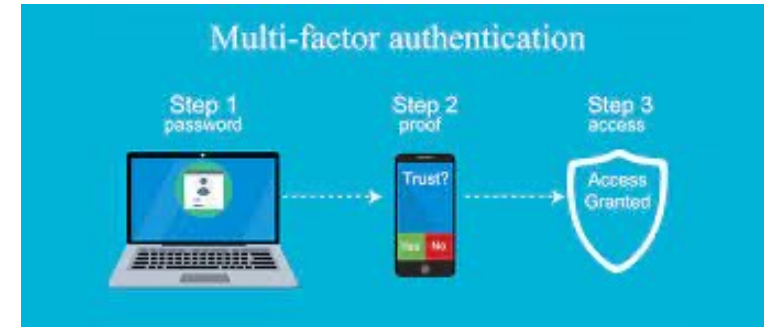 Multi-factor authentication
Step 1
password
Step 2
proof
Step 3
access
Trust?
Yes No
Access
Granted